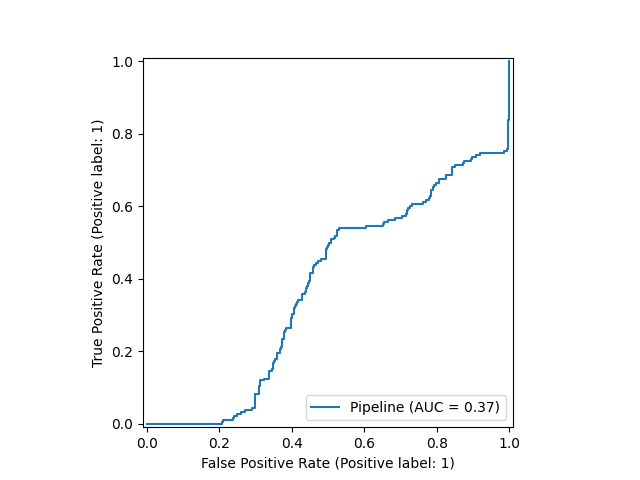 1.0
0.8
0.6
0.4
0.2
0.0
True Positive Rate (Positive label: 1)
Pipeline (AUC = 0.37)
0.0 0.2 0.4 0.6 0.8 1.0
False Positive Rate (Positive label: 1)